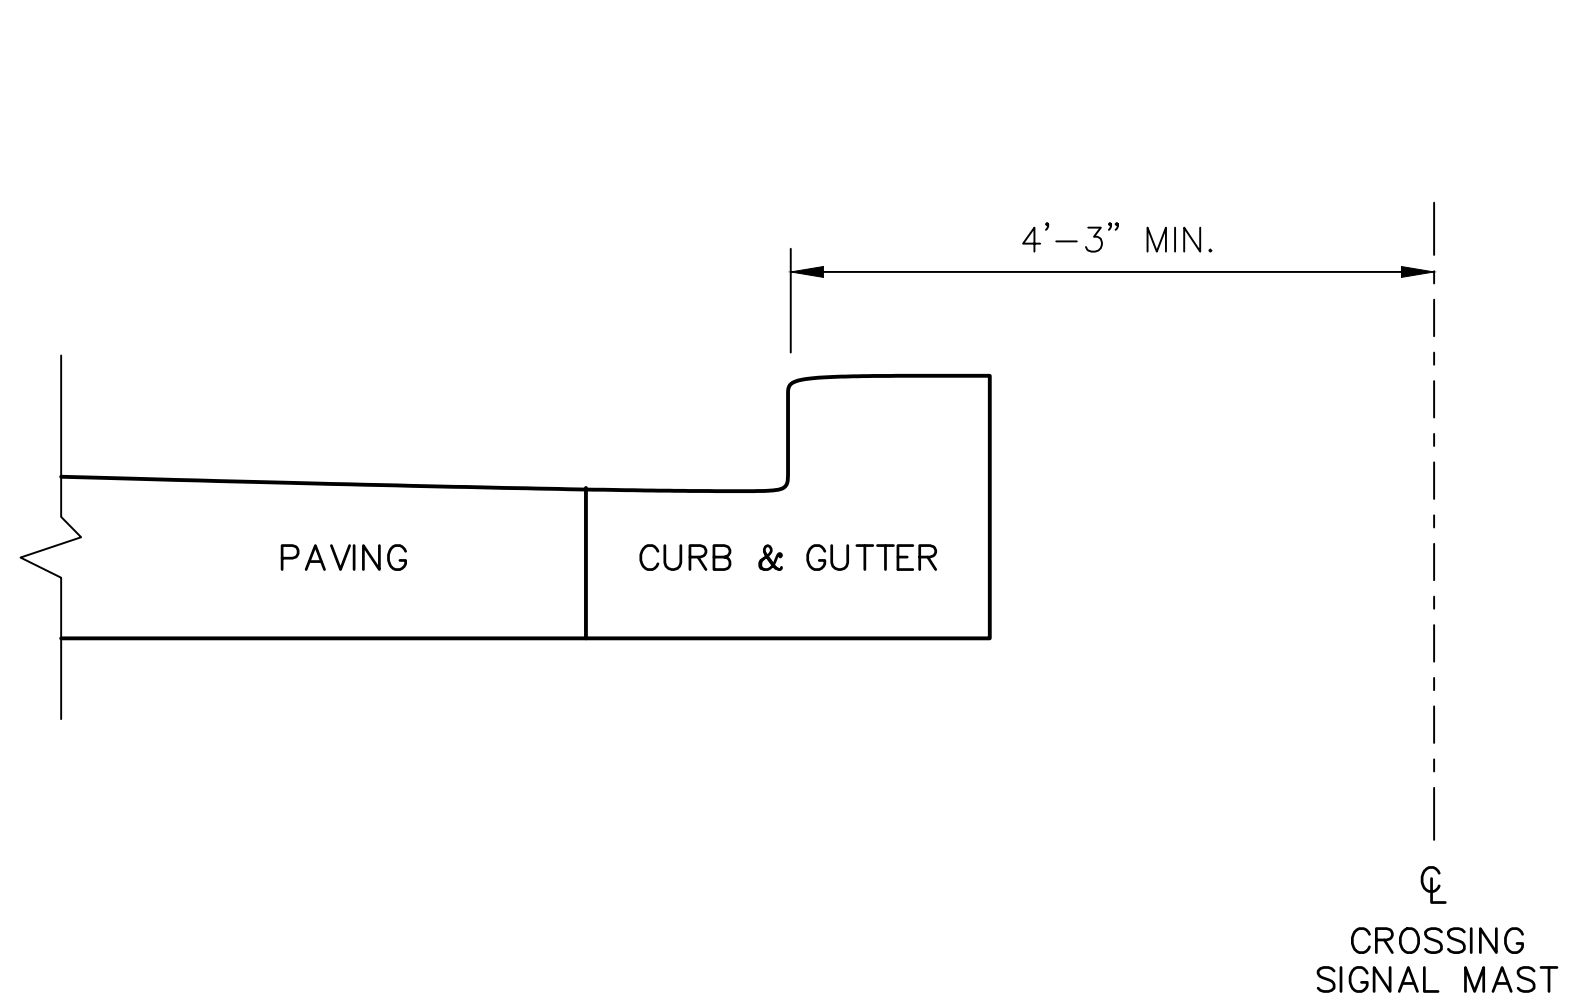 4’-3” MIN.
PAVING
CURB & GUTTER
℄
CROSSING
SIGNAL MAST